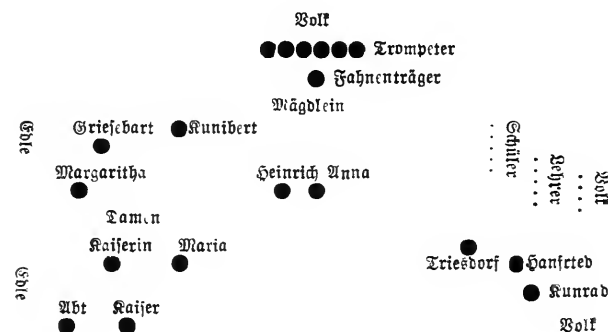 Volk
Trompeter
Fahnenträger
Mägdlein
Edle
Griesebart
Kunibert
Schüler
Lehrer
Volk
Margaritha
Heinrich Anna
Damen
Kaiserin
Maria
Triesdorf
Hanfried
Edle
Kunrad
Abt
Kaiser
Volk